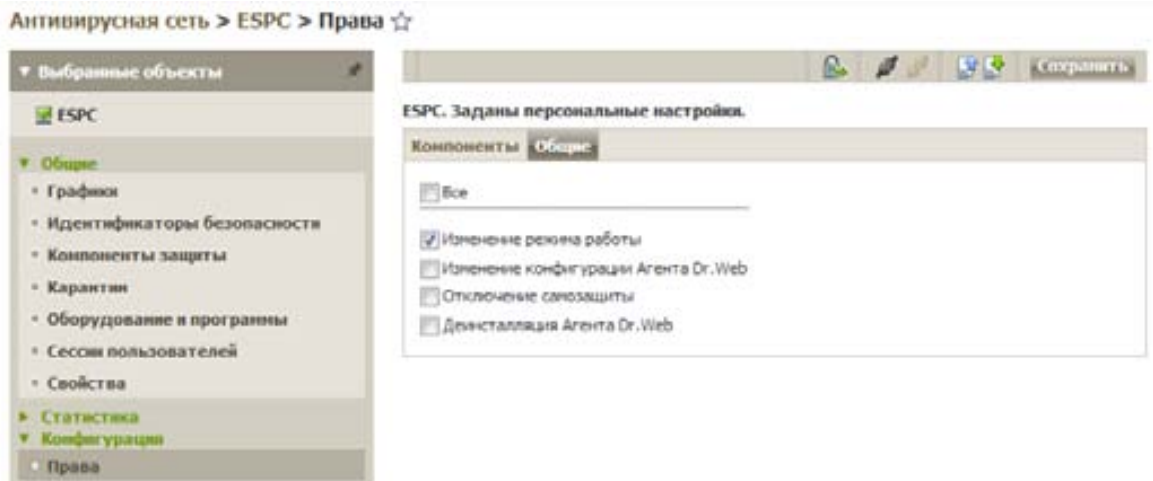 Антивирусная сеть > ESPC > Права
Выбранные объекты
ESPC
Общие
Графики
Идентификаторы безопасности
Компоненты защиты
Карантин
Оборудование и программы
Сессии пользователей
Свойства
Статистика
Конфигурация
Права
Сохранить
ESPC. Заданы персональные настройки.
Компоненты Общие
Все
Изменение режима работы
Изменение конфигурации Агента Dr.Web
Отключение самозащиты
Деинсталляция Агента Dr.Web